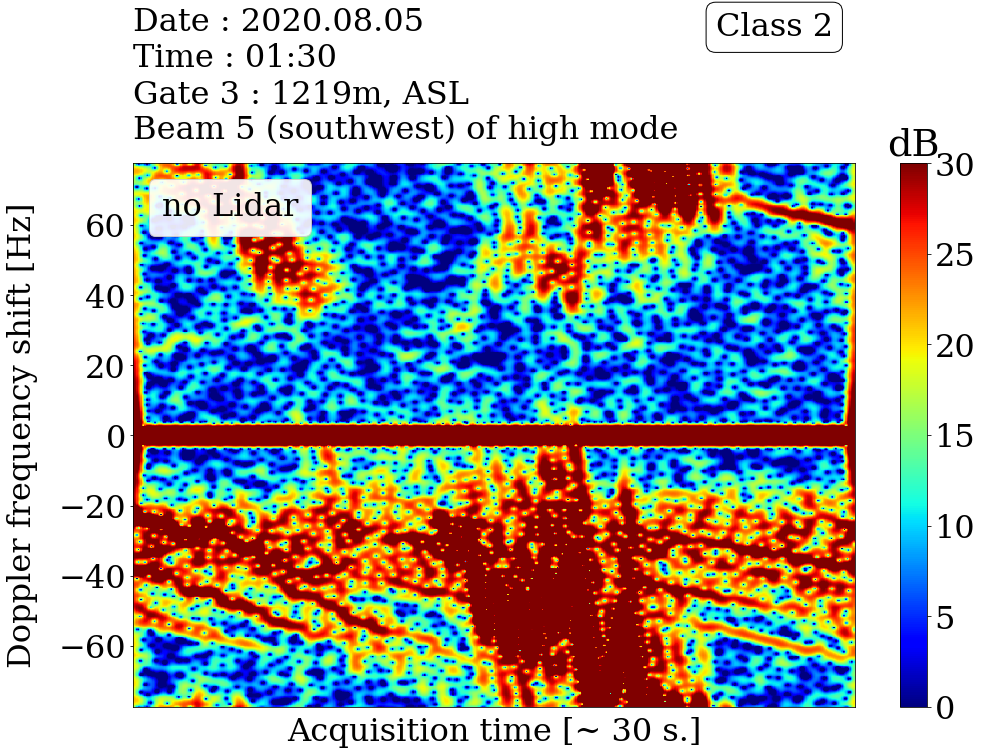 Date : 2020.08.05
Time : 01:30
Gate 3 : 1219m, ASL
Beam 5 (southwest) of high mode
Class 2
dB
no Lidar
Doppler frequency shift [Hz]
60
40
20
0
−20
−40
−60
Acquisition time [~ 30 s.]
30
25
20
15
10
5
0